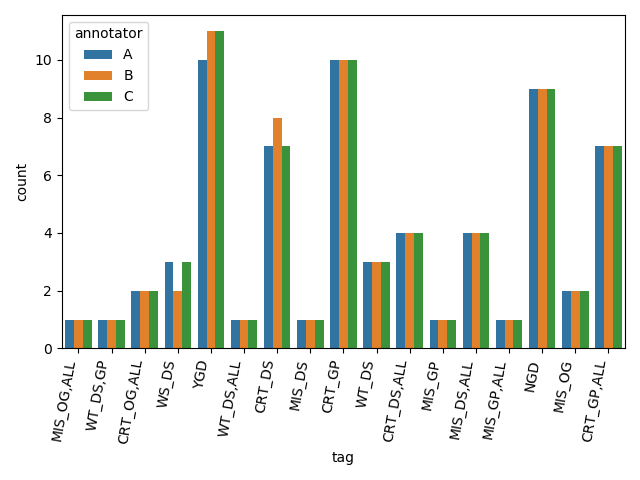 annotator
A
B
C
count
10
8
6
4
2
0
MIS_OG,ALL
WT_DS,GP
CRT_OG,ALL
WS_DS
YGD
WT_DS,ALL
CRT_DS
MIS_DS
CRT_GP
WT_DS
CRT_DS,ALL
MIS_GP
MIS_DS,ALL
MIS_GP,ALL
NGD
MIS_OG
CRT_GP,ALL
tag